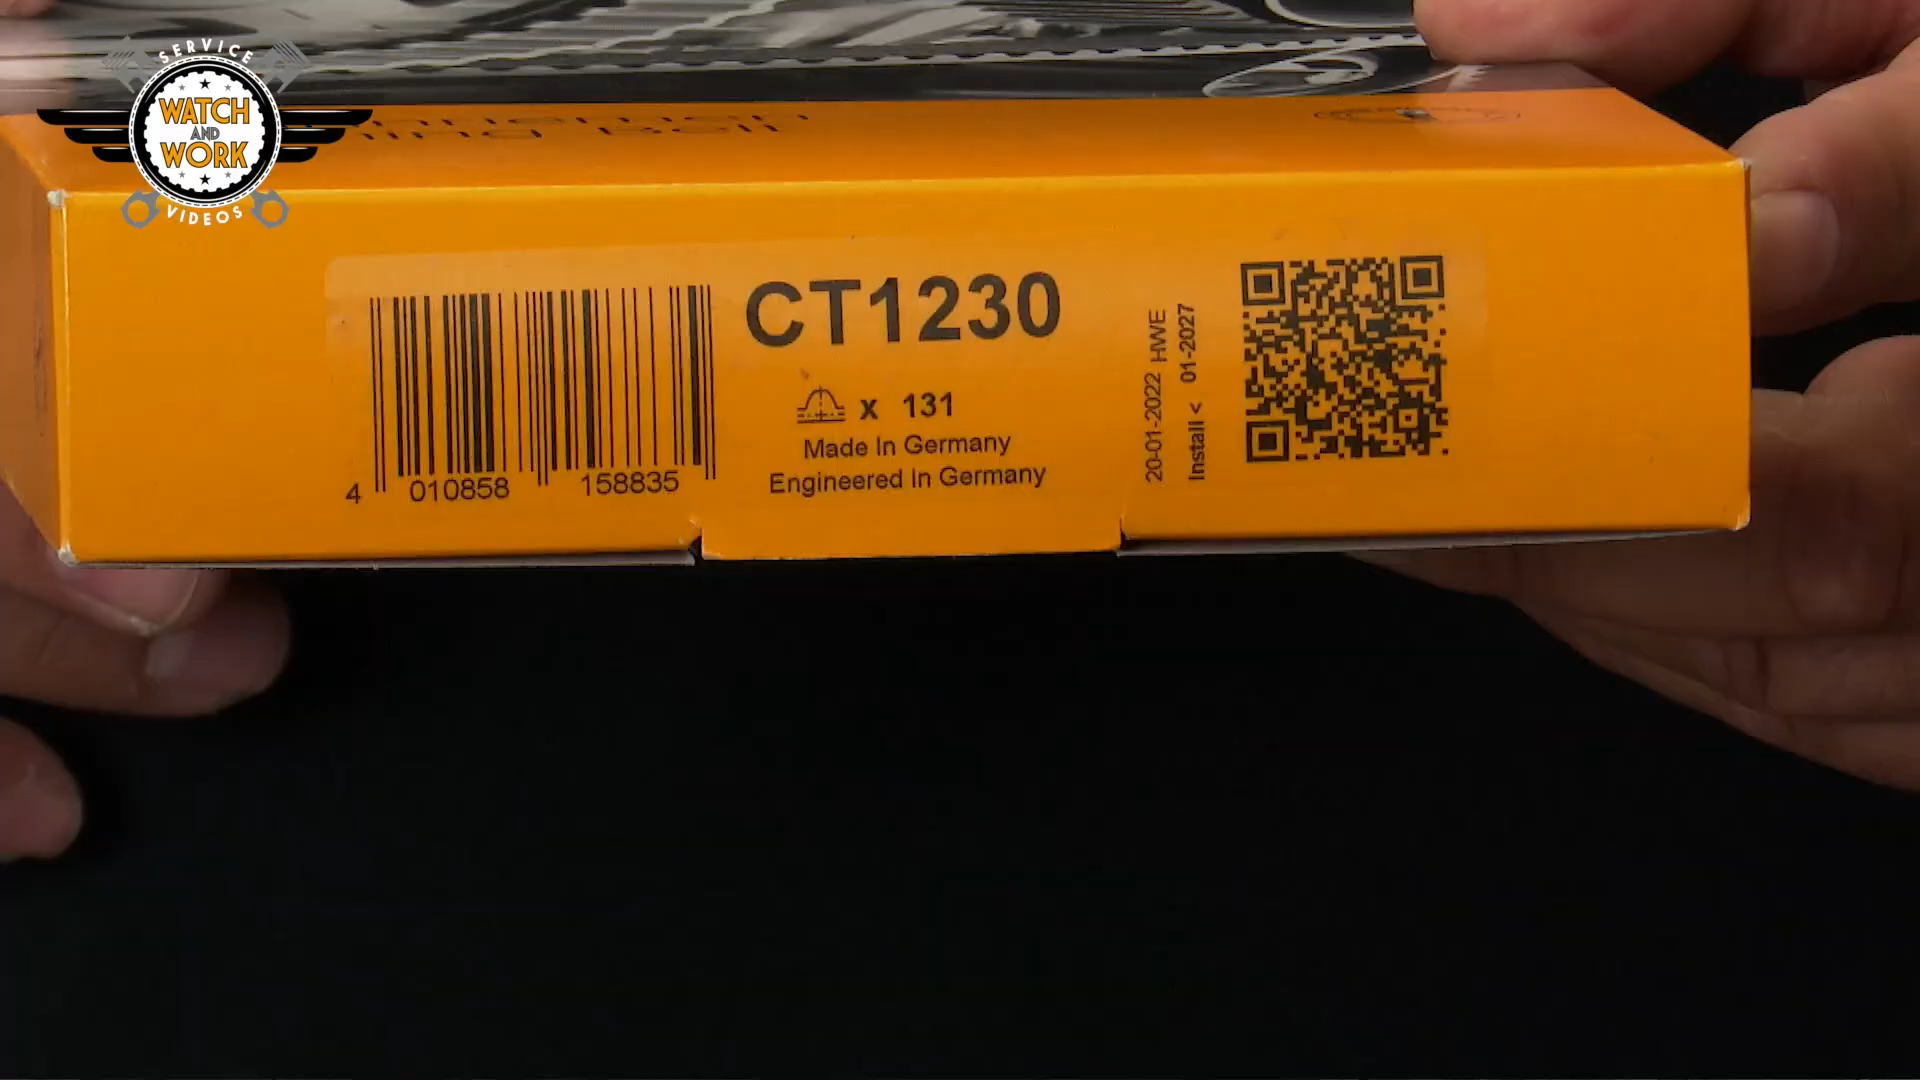 SERVICE
WATCH
AND
WORK
VIDEOS
CT1230
x 131
Made In Germany
Engineered In Germany
4 010858 158835
20-01-2022 HWE
Install < 01-2027